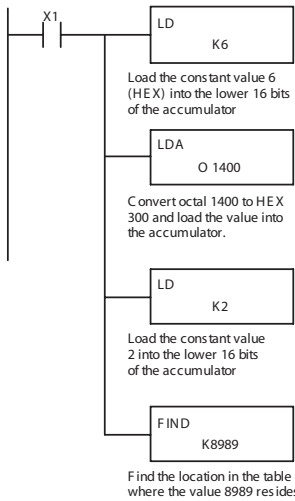 X1
LD
K6
Load the constant value 6
(HEX) into the lower 16 bits
of the accumulator
LDA
O 1400
Convert octal 1400 to HEX
300 and load the value into
the accumulator.
LD
K2
Load the constant value
2 into the lower 16 bits
of the accumulator
FIND
K8989
Find the location in the table
where the value 8989 resides